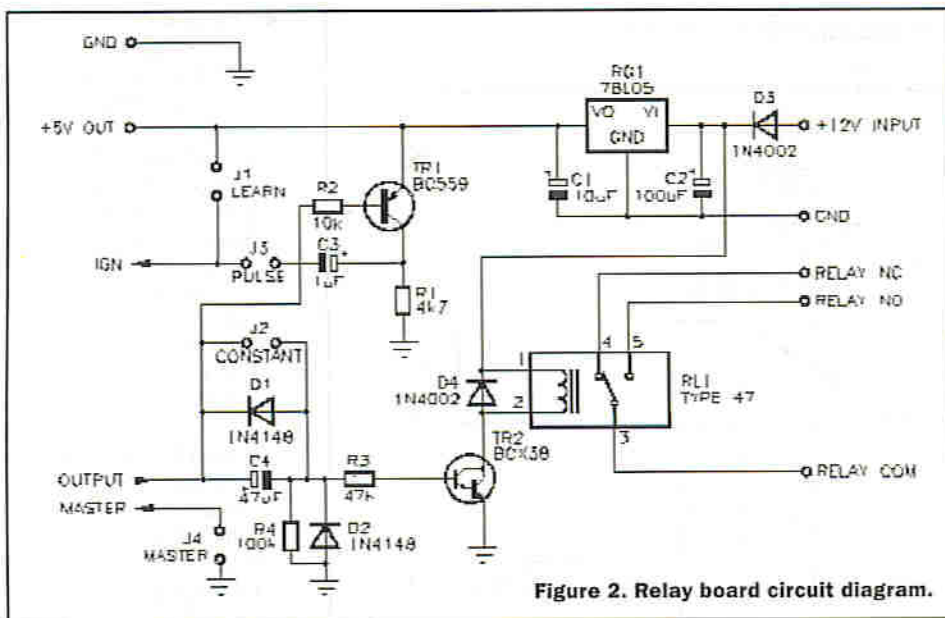 GND
+5V OUT
J1
LEARN
IGN
J3
PULSE
R2
10k
TR1
BC559
C3
1uF
R1
4k7
RG1
78L05
VO
VI
GND
D3
1N4002
+12V INPUT
C1
10uF
C2
100uF
GND
RELAY NC
RELAY NO
J2
CONSTANT
D1
1N4148
OUTPUT
C4
47uF
MASTER
J4
MASTER
R4
100k
D2
1N4148
R3
47k
D4
1N4002
TR2
BCX38
1
2
4
5
3
RL1
TYPE 47
RELAY COM
Figure 2. Relay board circuit diagram.